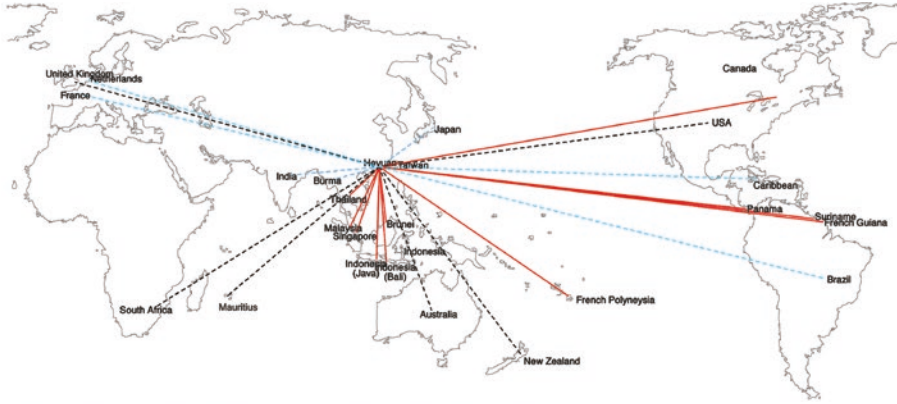 Canada
United Kingdom
Netherlands
France
USA
Japan
Heyuan
Taiwan
India
Burma
Caribbean
Thailand
Panama
Suriname
French Guiana
Malaysia
Brunei
Singapore
Indonesia
Indonesia
(Java)
Indonesia
(Bali)
Brazil
French Polyneysia
South Africa
Mauritius
Australia
New Zealand